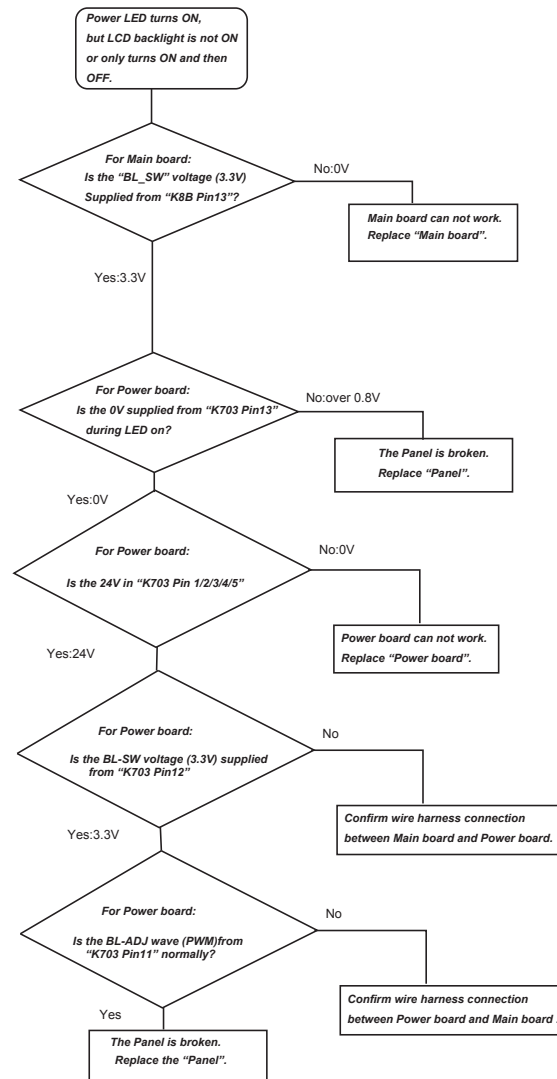 Power LED turns ON,
but LCD backlight is not ON
or only turns ON and then
OFF.
For Main board:
Is the “BL_SW” voltage (3.3V)
Supplied from “K8B Pin13”?
No:0V
Main board can not work.
Replace “Main board”.
Yes:3.3V
For Power board:
Is the 0V supplied from “K703 Pin13”
during LED on?
No:over 0.8V
The Panel is broken.
Replace “Panel”.
Yes:0V
For Power board:
Is the 24V in “K703 Pin 1/2/3/4/5”
No:0V
Power board can not work.
Replace “Power board”.
Yes:24V
For Power board:
Is the BL-SW voltage (3.3V) supplied
from “K703 Pin12”
No
Confirm wire harness connection
between Main board and Power board.
Yes:3.3V
For Power board:
Is the BL-ADJ wave (PWM)from
“K703 Pin11” normally?
No
Confirm wire harness connection
between Power board and Main board .
Yes
The Panel is broken.
Replace the “Panel”.